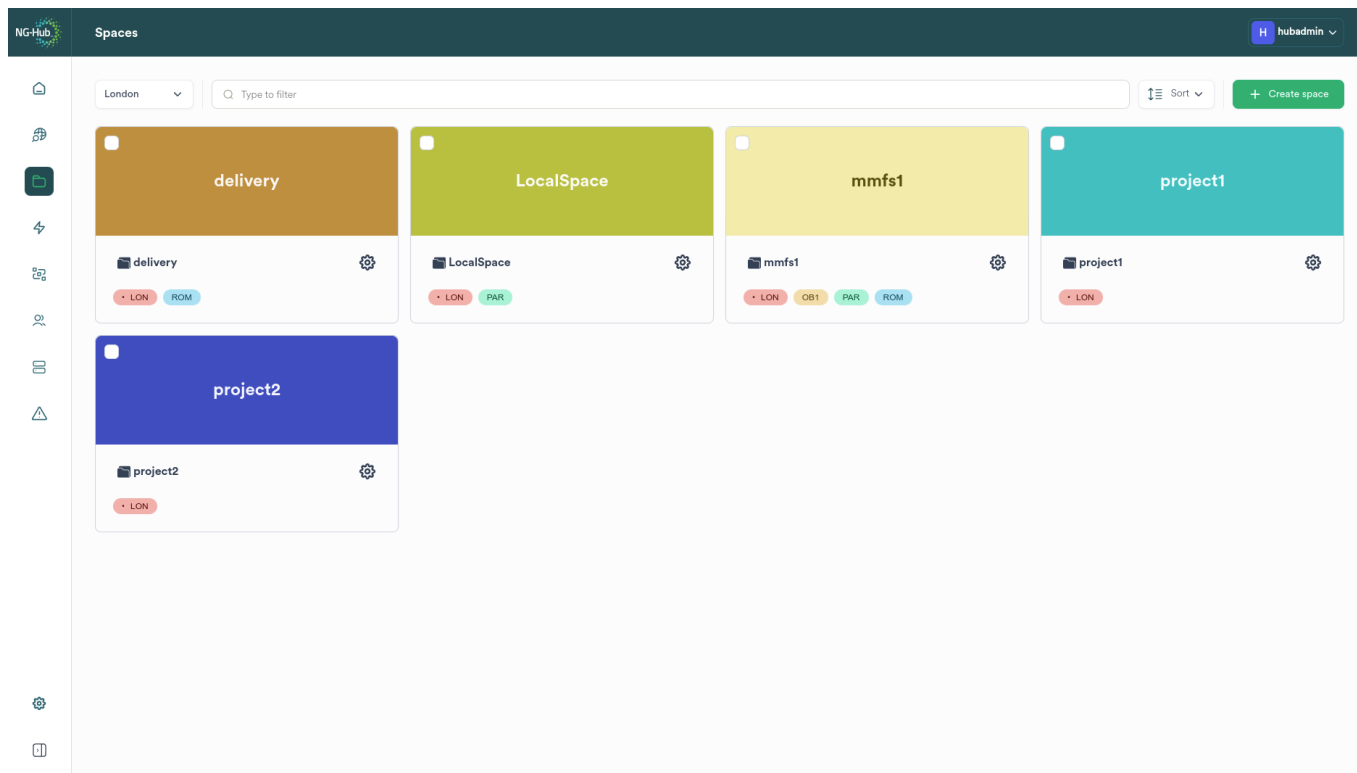 NG-Hub
Spaces
H hubadmin
London
Type to filter
Sort
+ Create space
delivery
LocalSpace
mmfs1
project1
delivery
LocalSpace
mmfs1
project1
• LON ROM
• LON PAR
• LON OB1 PAR ROM
• LON
project2
project2
• LON